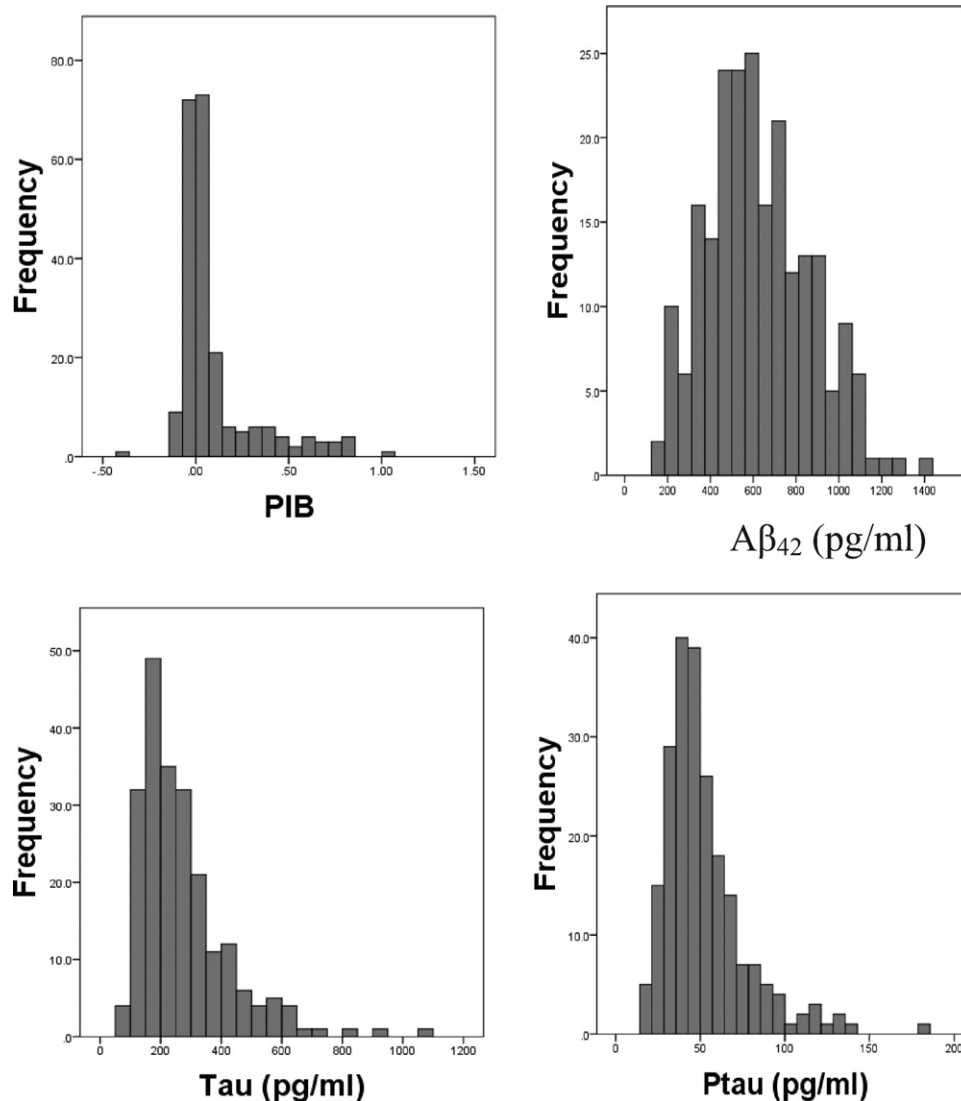 Frequency
80.0
60.0
40.0
20.0
.0
-.50 .00 .50 1.00 1.50
PIB
Frequency
25.0
20.0
15.0
10.0
5.0
.0
0 200 400 600 800 1000 1200 1400
Aβ₄₂ (pg/ml)
Frequency
50.0
40.0
30.0
20.0
10.0
.0
0 200 400 600 800 1000 1200
Tau (pg/ml)
Frequency
40.0
30.0
20.0
10.0
.0
0 50 100 150 200
Ptau (pg/ml)